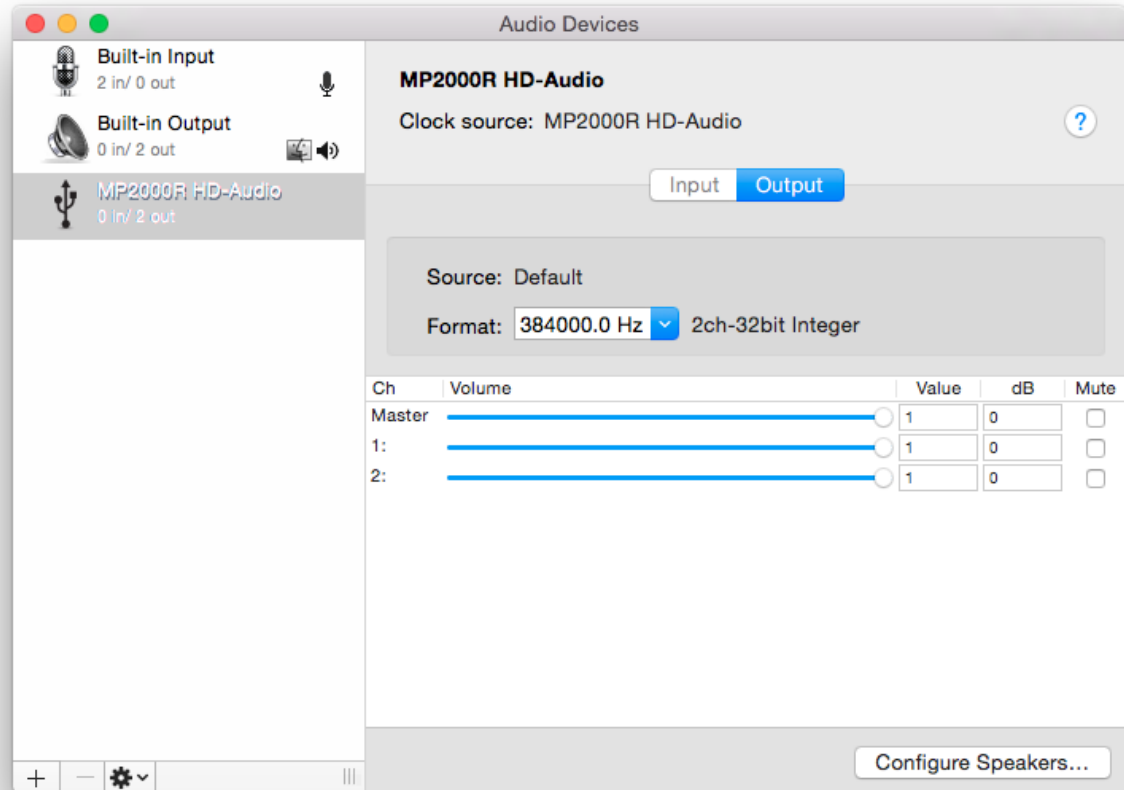 Audio Devices
Built-in Input
2 in/ 0 out
Built-in Output
0 in/ 2 out
MP2000R HD-Audio
0 in/ 2 out
MP2000R HD-Audio
Clock source: MP2000R HD-Audio
?
Input Output
Source: Default
Format: 384000.0 Hz 2ch-32bit Integer
Ch Volume Value dB Mute
Master 1 0
1: 1 0
2: 1 0
Configure Speakers...